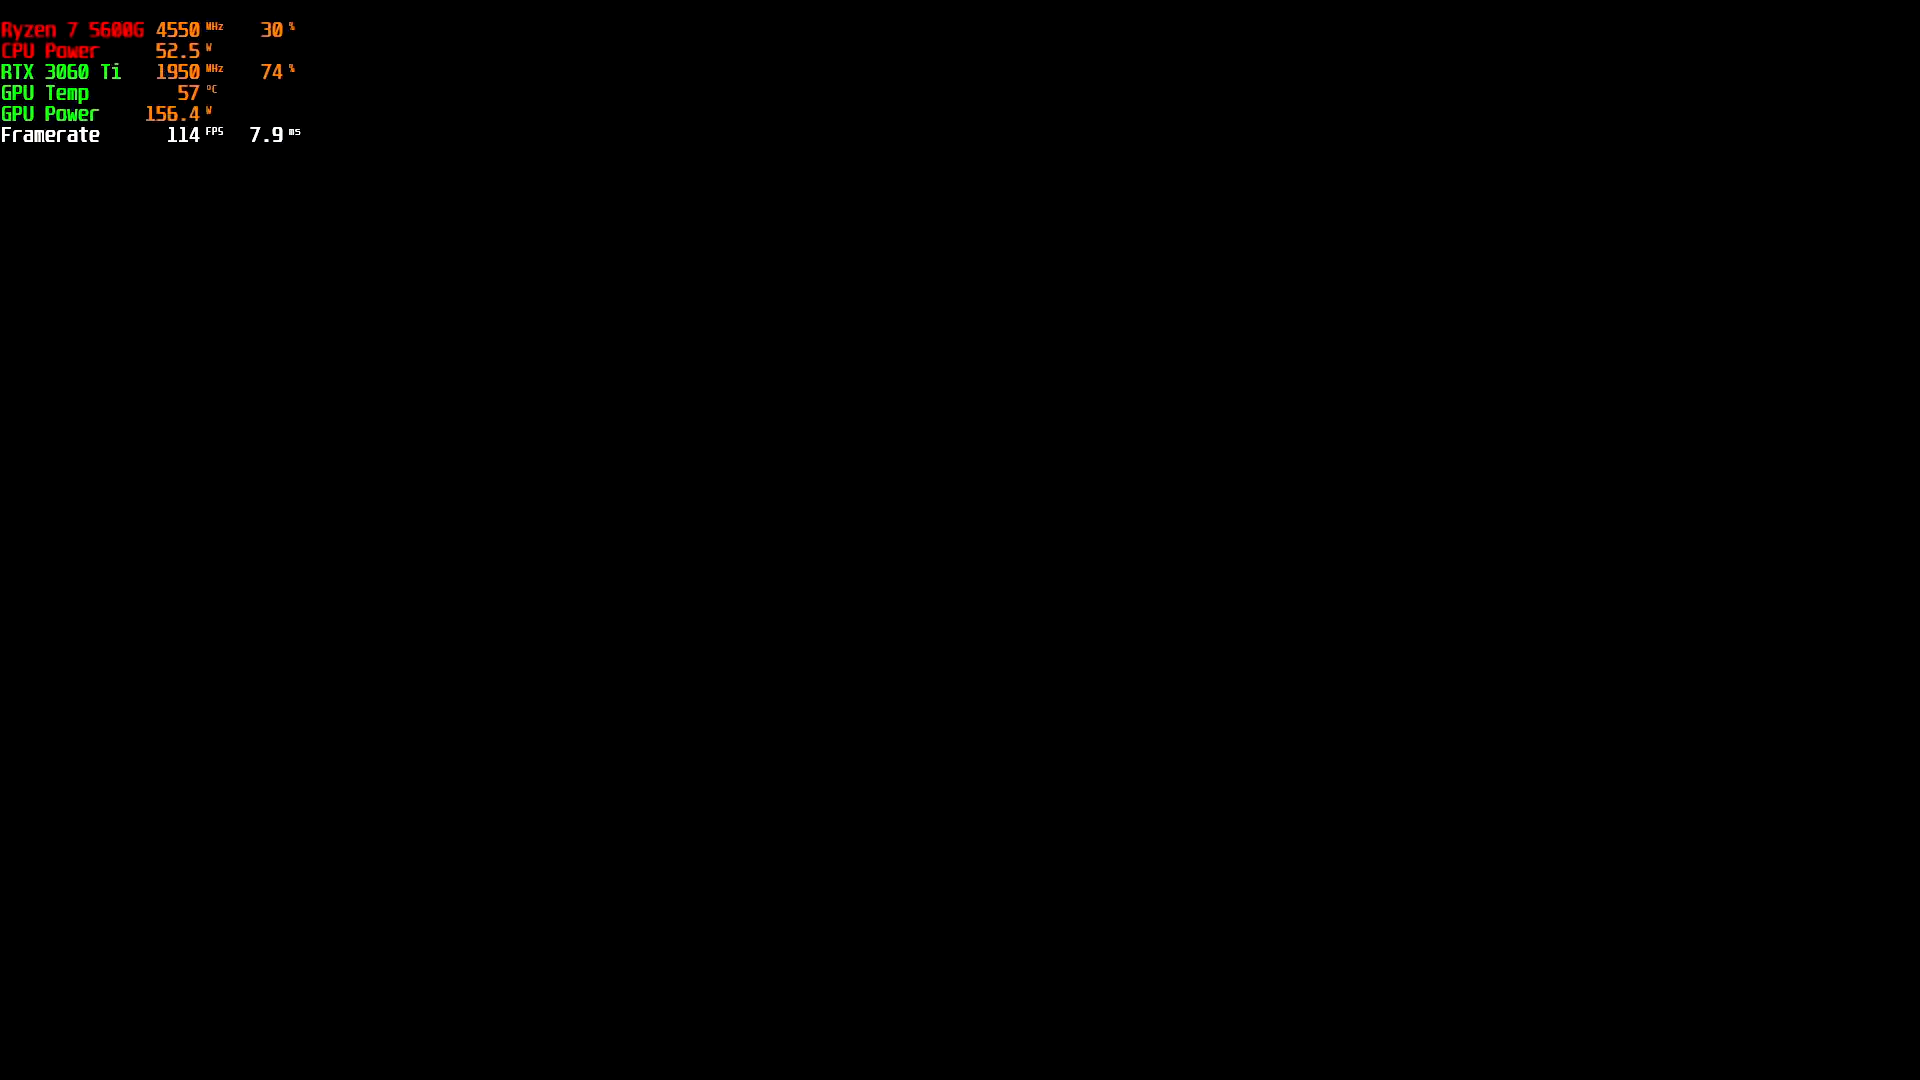 Ryzen 7 5600G 4550 MHz 30 %
CPU Power 52.5 W
RTX 3060 Ti 1950 MHz 74 %
GPU Temp 57 °C
GPU Power 156.4 W
Framerate 114 FPS 7.9 ms